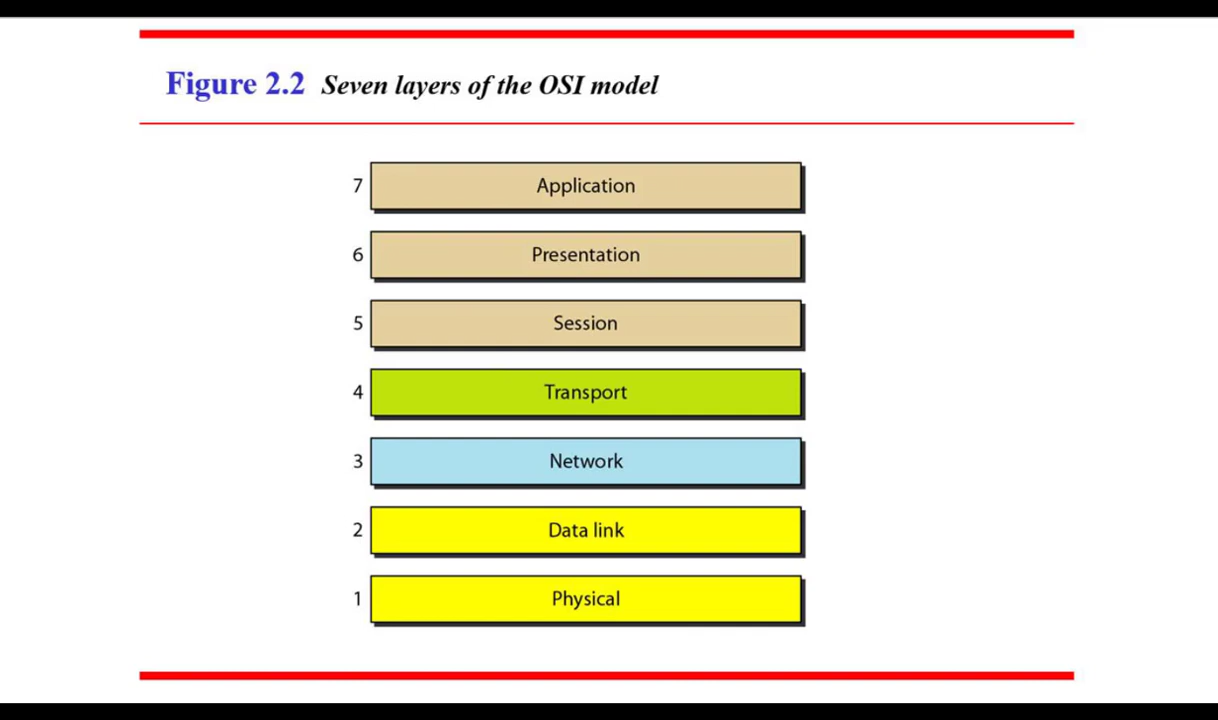 Figure 2.2 Seven layers of the OSI model
7 Application
6 Presentation
5 Session
4 Transport
3 Network
2 Data link
1 Physical